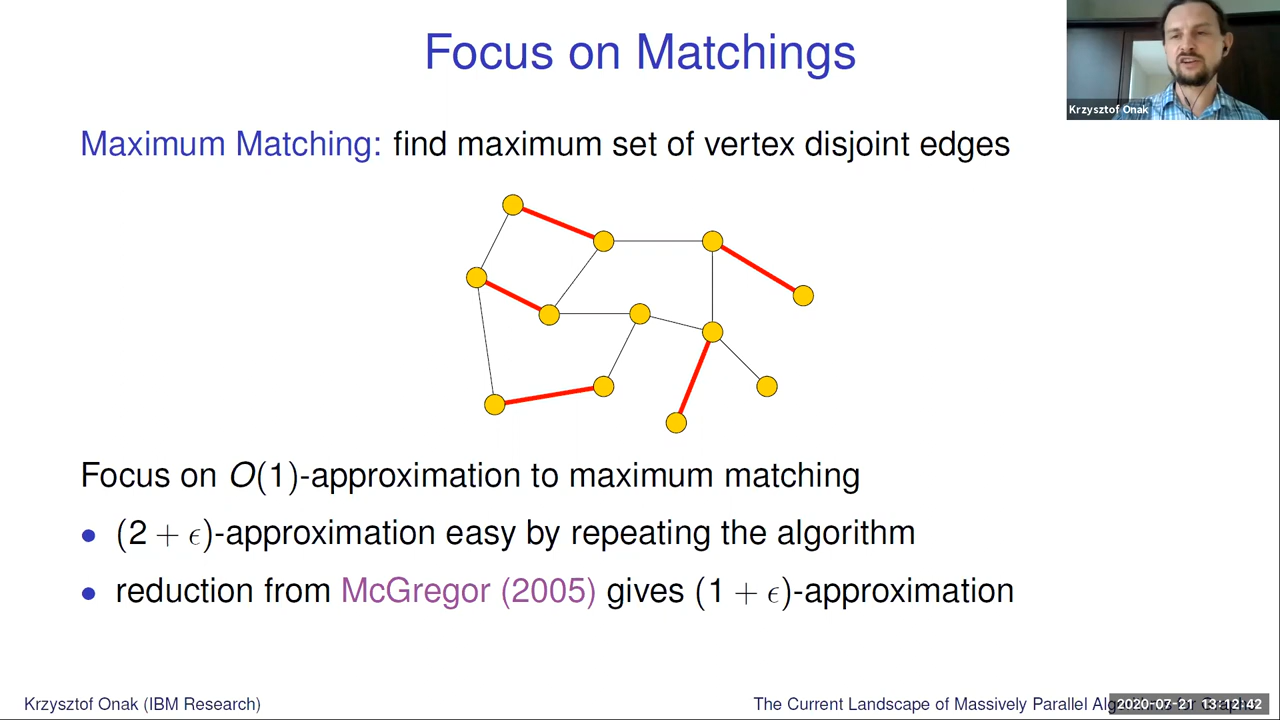 Focus on Matchings
Krzysztof Onak
Maximum Matching: find maximum set of vertex disjoint edges
Focus on O(1)-approximation to maximum matching
• (2 + ϵ)-approximation easy by repeating the algorithm
• reduction from McGregor (2005) gives (1 + ϵ)-approximation
Krzysztof Onak (IBM Research)
The Current Landscape of Massively Parallel
2020-07-21 13:12:42